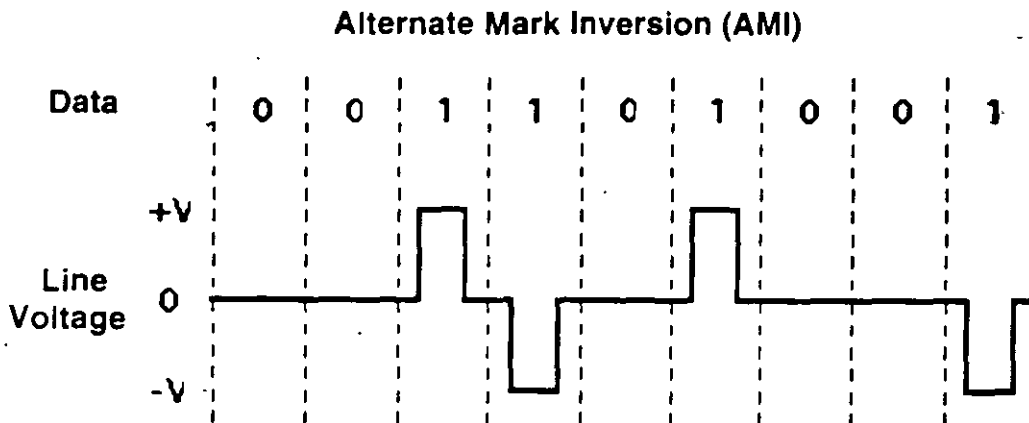 Alternate Mark Inversion (AMI)
Data 0 0 1 1 0 1 0 0 1
+V
Line
Voltage
0
-V